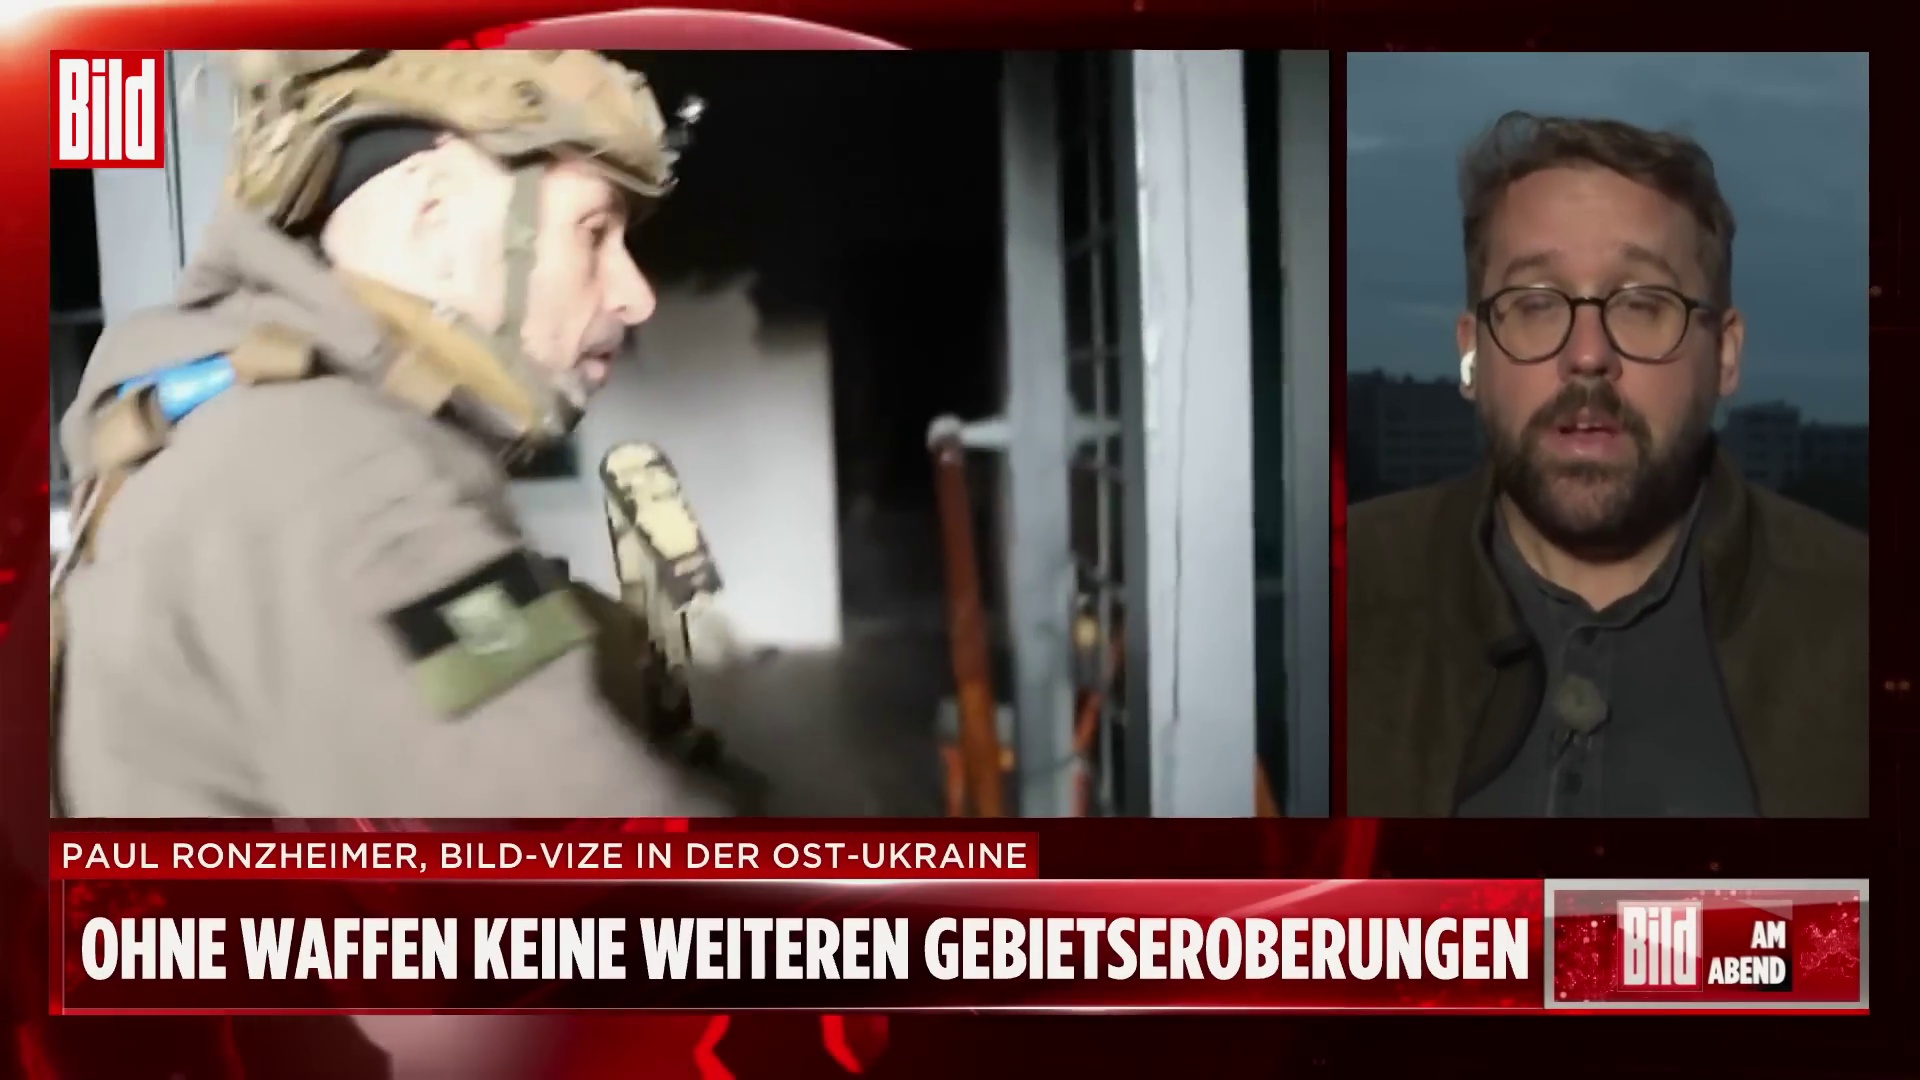 Bild
PAUL RONZHEIMER, BILD-VIZE IN DER OST-UKRAINE
OHNE WAFFEN KEINE WEITEREN GEBIETSEROBERUNGEN
Bild
AM
ABEND